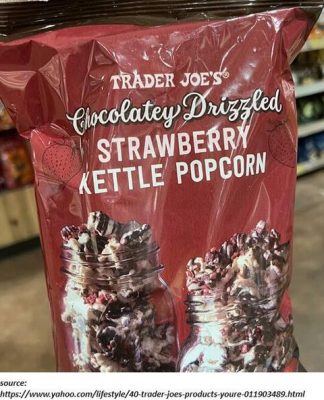 TRADER JOE'S®
Chocolatey Drizzled
STRAWBERRY
KETTLE POPCORN
source:
https://www.yahoo.com/lifestyle/40-trader-joes-products-youre-011903489.html